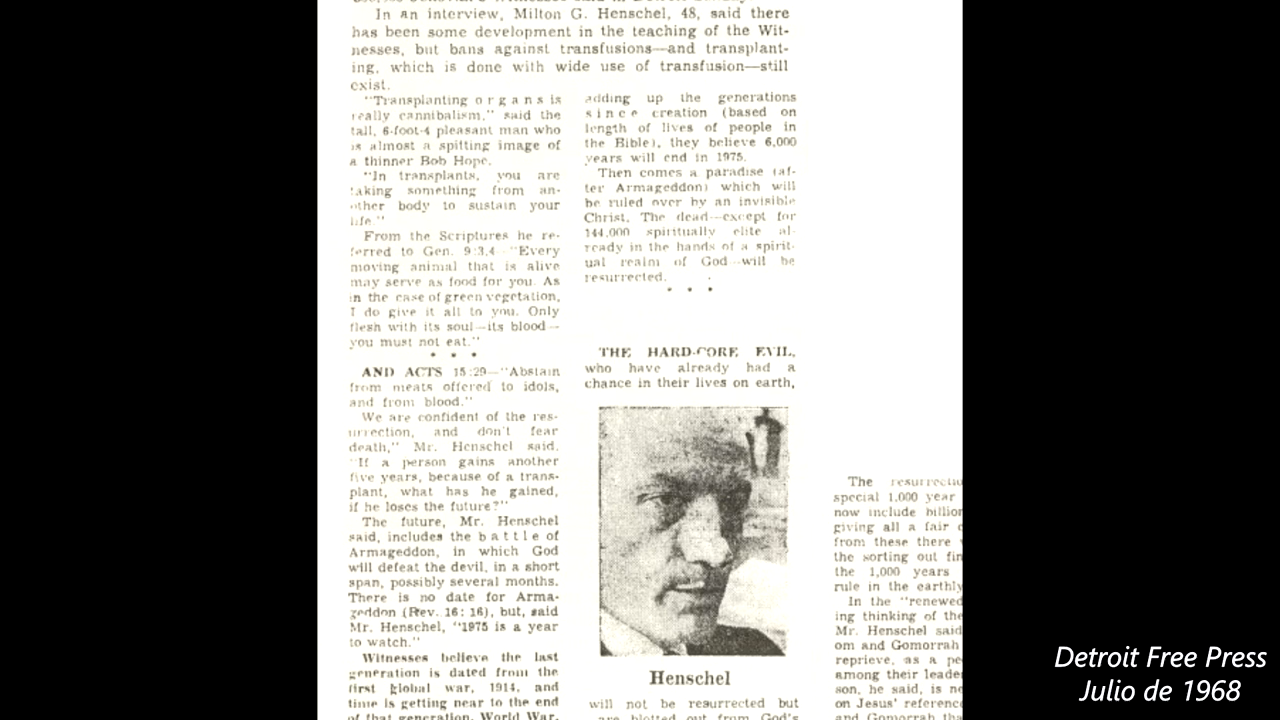 In an interview, Milton G. Henschel, 48, said there
has been some development in the teaching of the Wit-
nesses, but bans against transfusions—and transplant-
ing, which is done with wide use of transfusion—still
exist.
"Transplanting organs is
really cannibalism," said the
tall, 6-foot-4 pleasant man who
is almost a spitting image of
a thinner Bob Hope.
"In transplants, you are
taking something from an-
other body to sustain your
life."
From the Scriptures he re-
ferred to Gen. 9:3,4—"Every
moving animal that is alive
may serve as food for you. As
in the case of green vegetation,
I do give it all to you. Only
flesh with its soul—its blood—
you must not eat."
* * *
AND ACTS 15:29—"Abstain
from meats offered to idols,
and from blood."
We are confident of the res-
urrection, and don't fear
death," Mr. Henschel said.
"If a person gains another
five years, because of a trans-
plant, what has he gained,
if he loses the future?"
The future, Mr. Henschel
said, includes the battle of
Armageddon, in which God
will defeat the devil, in a short
span, possibly several months.
There is no date for Arma-
geddon (Rev. 16: 16), but, said
Mr. Henschel, "1975 is a year
to watch."
Witnesses believe the last
generation is dated from the
first global war, 1914, and
time is getting near to the end
of that generation. World War,
adding up the generations
since creation (based on
length of lives of people in
the Bible), they believe 6,000
years will end in 1975.
Then comes a paradise (af-
ter Armageddon) which will
be ruled over by an invisible
Christ. The dead—except for
144,000 spiritually elite al-
ready in the hands of a spirit-
ual realm of God—will be
resurrected.
* * *
THE HARD-CORE EVIL,
who have already had a
chance in their lives on earth,
Henschel
will not be resurrected but
are blotted out from God's
The resurrectio
special 1,000 year
now include billion
giving all a fair c
from these there
the sorting out fin
the 1,000 years
rule in the earthly
In the "renewed
ing thinking of the
Mr. Henschel said
om and Gomorrah
reprieve, as a pe
among their leade
son, he said, is ne
on Jesus' reference
and Gomorrah tha
Detroit Free Press
Julio de 1968